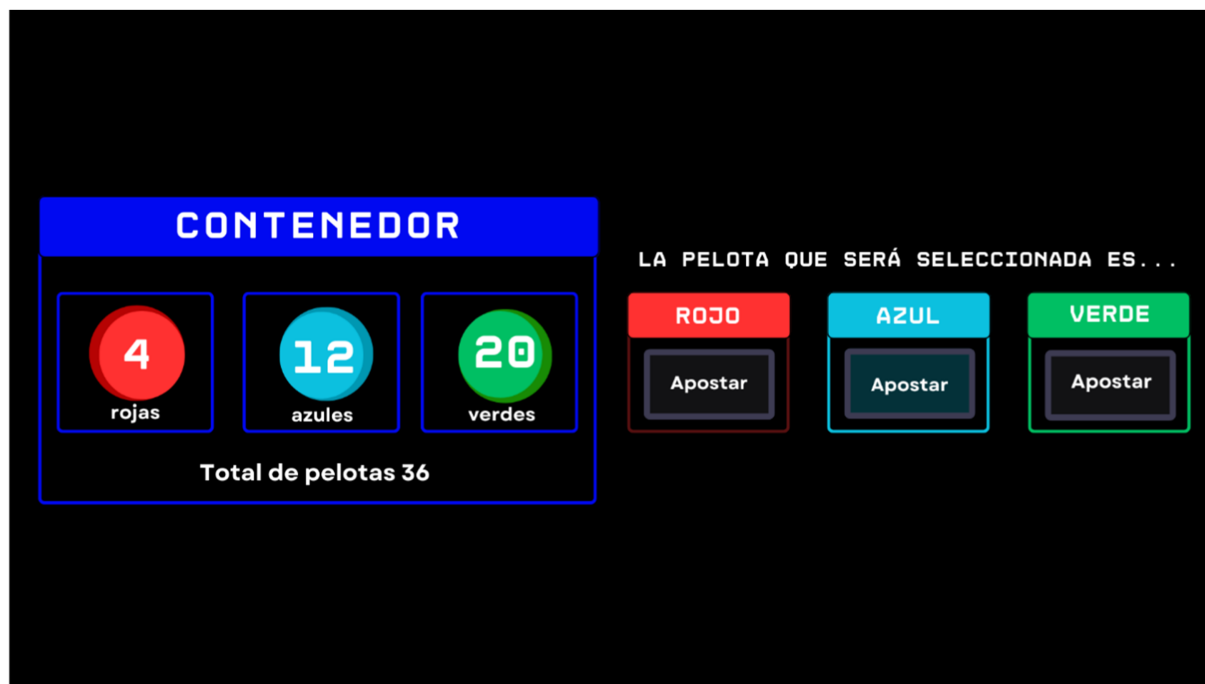 CONTENEDOR
4
rojas
12
azules
20
verdes
Total de pelotas 36
LA PELOTA QUE SERÁ SELECCIONADA ES...
ROJO
Apostar
AZUL
Apostar
VERDE
Apostar